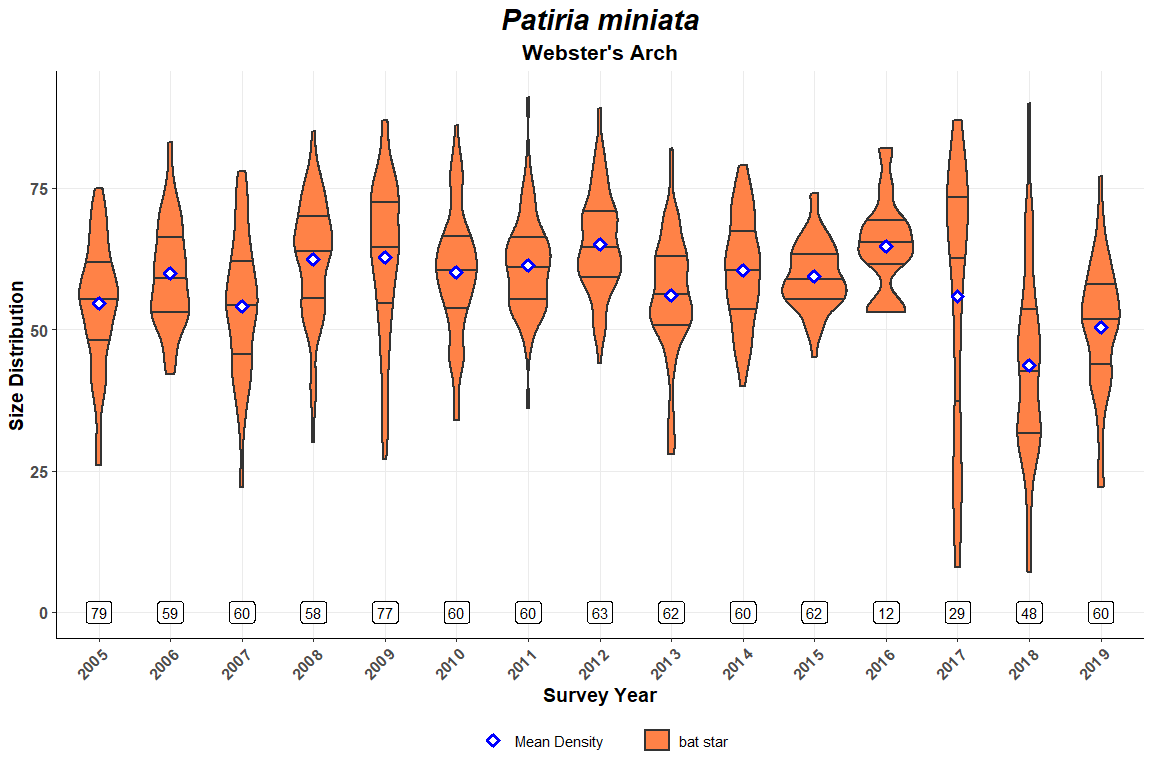 Patiria miniata
Webster's Arch
Size Distribution
75
50
25
0
79 59 60 58 77 60 60 63 62 60 62 12 29 48 60
2005 2006 2007 2008 2009 2010 2011 2012 2013 2014 2015 2016 2017 2018 2019
Survey Year
Mean Density bat star